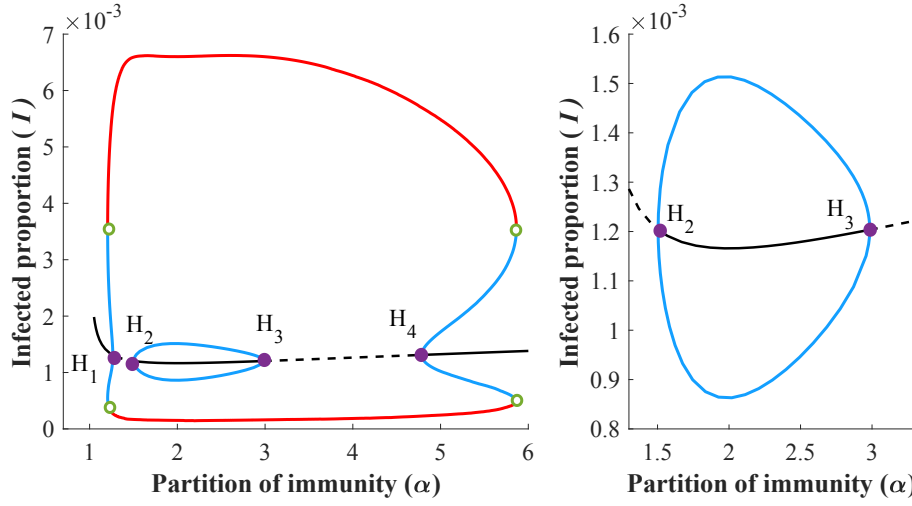 ×10⁻³
7
6
5
4
3
2
1
0
Infected proportion ( I )
H₁
H₂
H₃
H₄
1 2 3 4 5 6
Partition of immunity (α)
×10⁻³
1.6
1.5
1.4
1.3
1.2
1.1
1
0.9
0.8
Infected proportion ( I )
H₂
H₃
1.5 2 2.5 3
Partition of immunity (α)